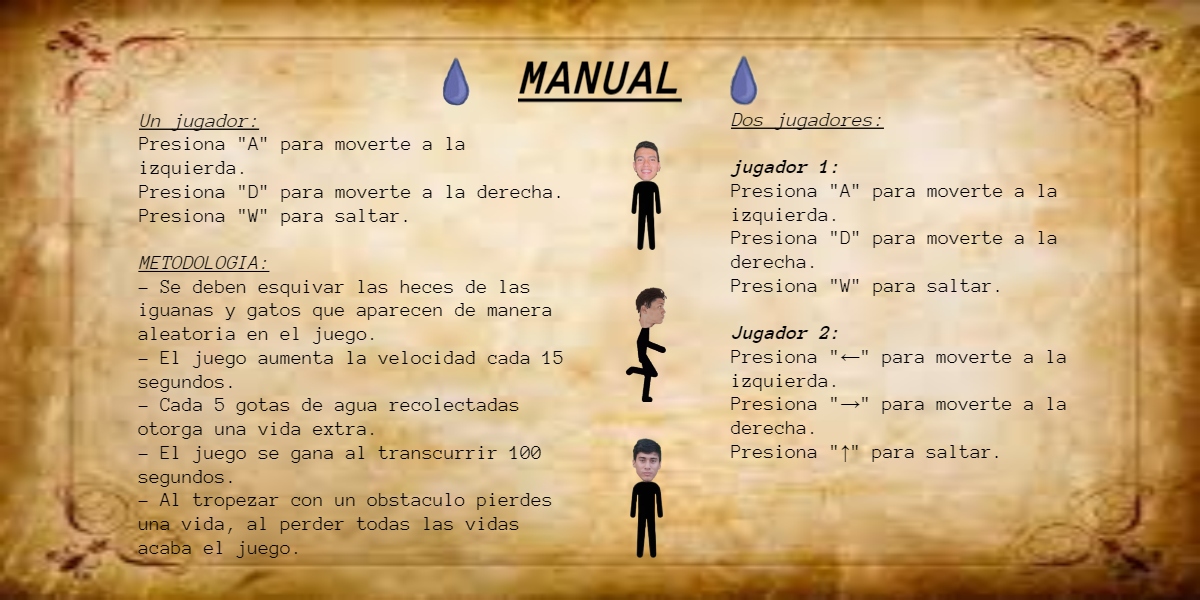 MANUAL
Un jugador:
Presiona "A" para moverte a la
izquierda.
Presiona "D" para moverte a la derecha.
Presiona "W" para saltar.
METODOLOGIA:
- Se deben esquivar las heces de las
iguanas y gatos que aparecen de manera
aleatoria en el juego.
- El juego aumenta la velocidad cada 15
segundos.
- Cada 5 gotas de agua recolectadas
otorga una vida extra.
- El juego se gana al transcurrir 100
segundos.
- Al tropezar con un obstaculo pierdes
una vida, al perder todas las vidas
acaba el juego.
Dos jugadores:
jugador 1:
Presiona "A" para moverte a la
izquierda.
Presiona "D" para moverte a la
derecha.
Presiona "W" para saltar.
Jugador 2:
Presiona "←" para moverte a la
izquierda.
Presiona "→" para moverte a la
derecha.
Presiona "↑" para saltar.